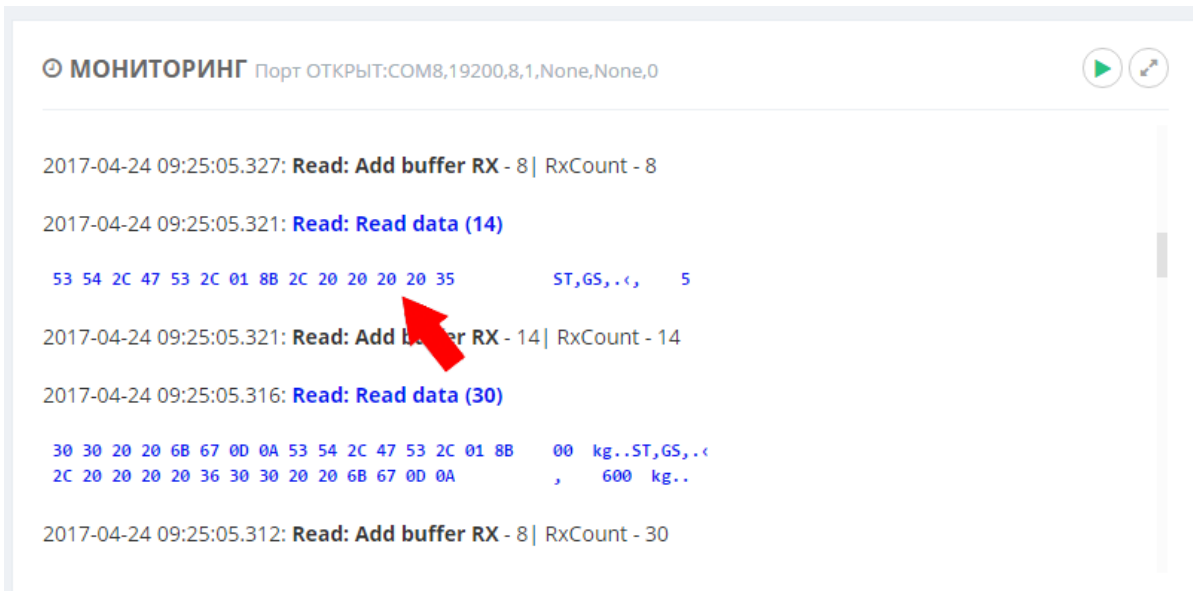 МОНИТОРИНГ Порт ОТКРЫТ:COM8,19200,8,1,None,None,0
2017-04-24 09:25:05.327: Read: Add buffer RX - 8| RxCount - 8
2017-04-24 09:25:05.321: Read: Read data (14)
53 54 2C 47 53 2C 01 8B 2C 20 20 20 20 35 ST,GS,.‹, 5
2017-04-24 09:25:05.321: Read: Add RX - 14| RxCount - 14
2017-04-24 09:25:05.316: Read: Read data (30)
30 30 20 20 6B 67 0D 0A 53 54 2C 47 53 2C 01 8B 00 kg..ST,GS,.‹
2C 20 20 20 20 36 30 30 20 20 6B 67 0D 0A , 600 kg..
2017-04-24 09:25:05.312: Read: Add buffer RX - 8| RxCount - 30